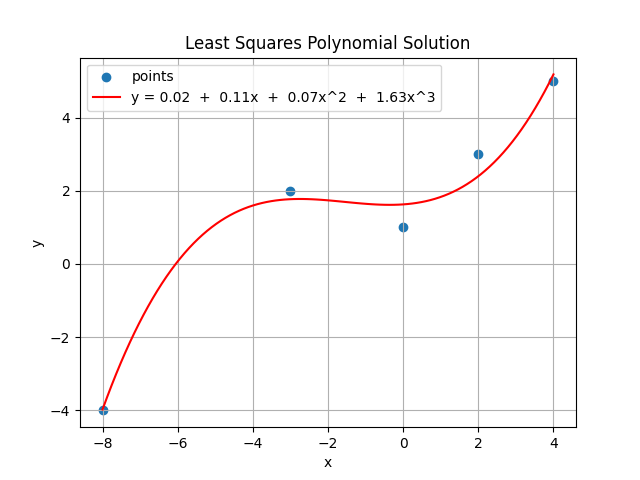 Least Squares Polynomial Solution
points
y = 0.02  +  0.11x  +  0.07x^2  +  1.63x^3
4
2
0
−2
−4
y
−8 −6 −4 −2 0 2 4
x